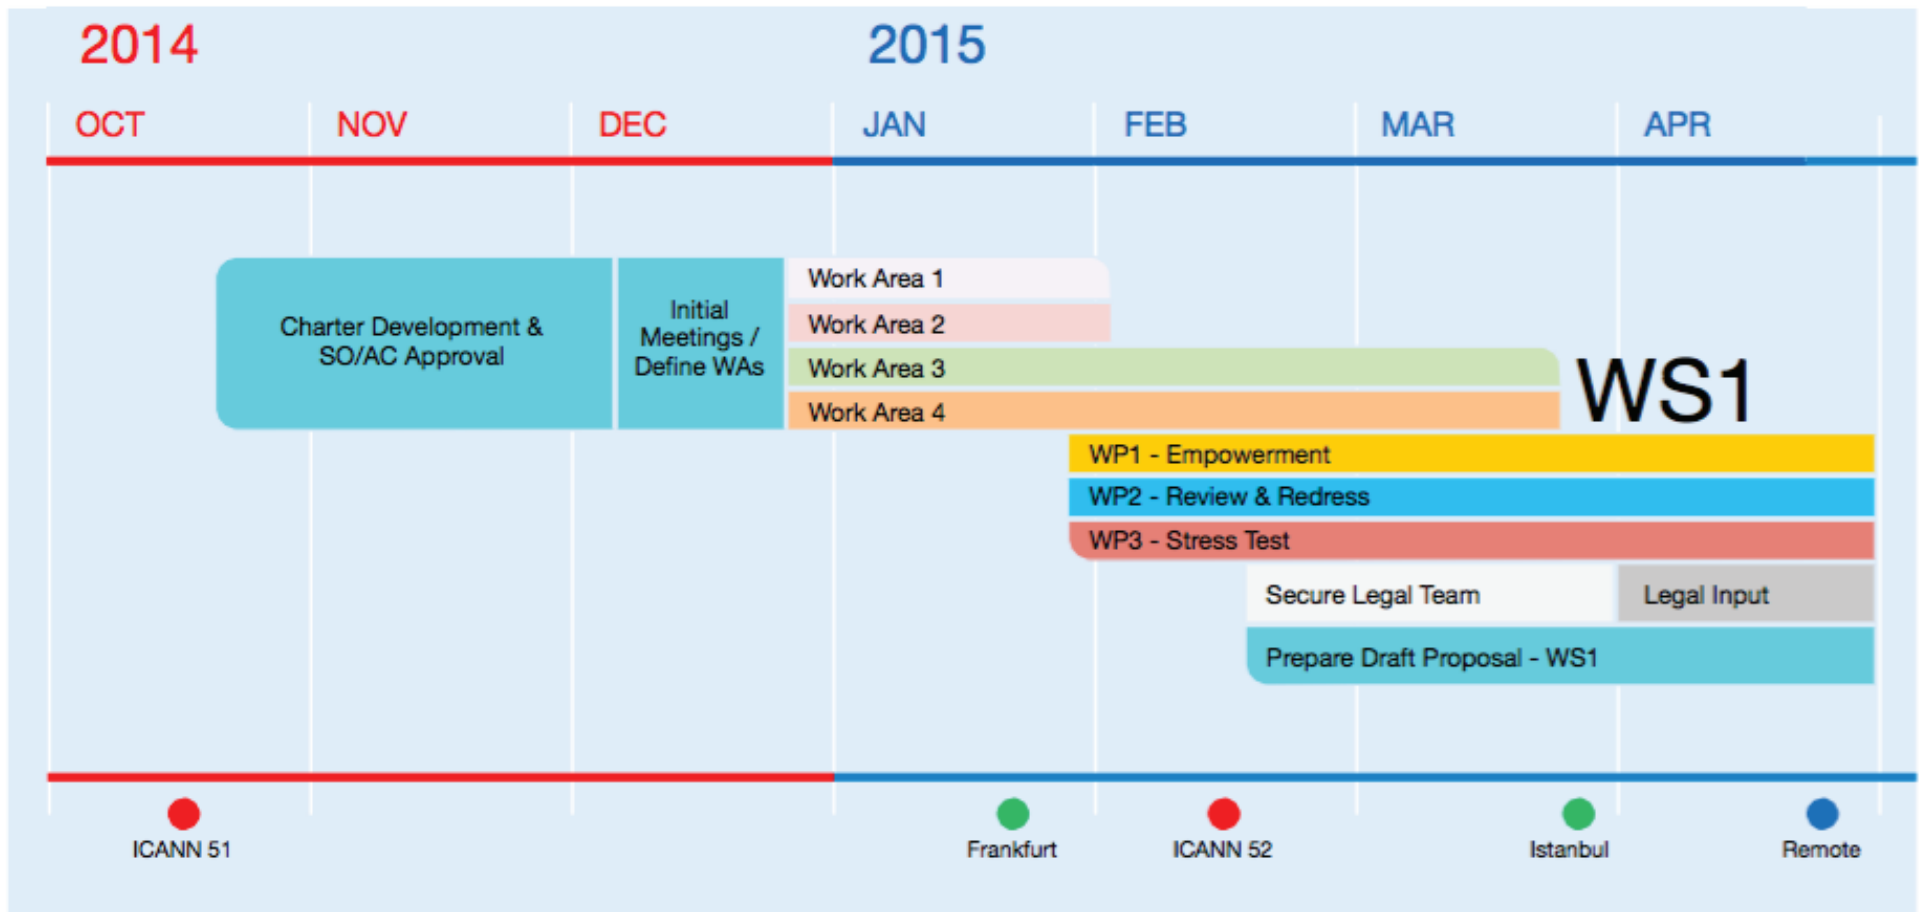 2014 2015
OCT NOV DEC JAN FEB MAR APR
Charter Development &
SO/AC Approval
Initial
Meetings /
Define WAs
Work Area 1
Work Area 2
Work Area 3
Work Area 4
WS1
WP1 - Empowerment
WP2 - Review & Redress
WP3 - Stress Test
Secure Legal Team
Legal Input
Prepare Draft Proposal - WS1
ICANN 51 Frankfurt ICANN 52 Istanbul Remote